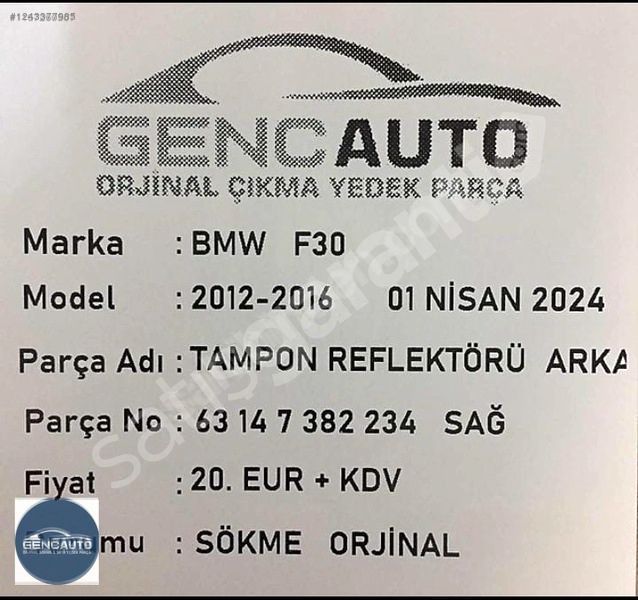 GENCAUTO
ORJİNAL ÇIKMA YEDEK PARÇA
Marka : BMW F30
Model : 2012-2016 01 NİSAN 2024
Parça Adı : TAMPON REFLEKTÖRÜ ARKA
Parça No : 63 14 7 382 234 SAĞ
Fiyat : 20. EUR + KDV
: SÖKME ORJİNAL
GENCAUTO
satışgaranti